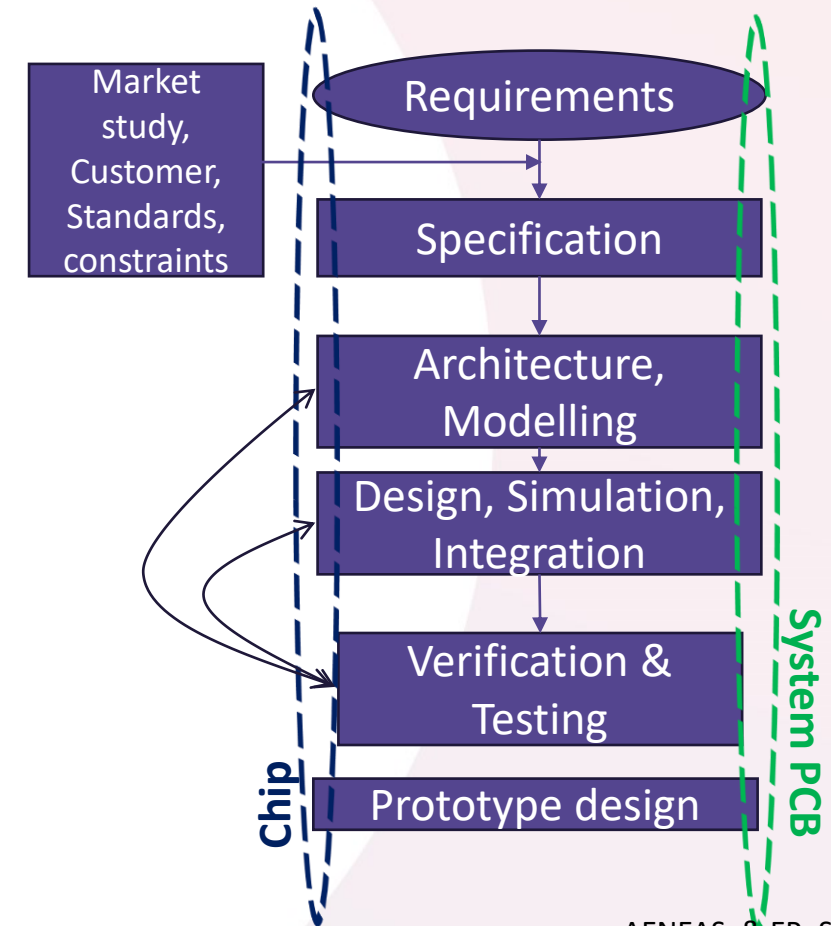 Market
study,
Customer,
Standards,
constraints
Requirements
Specification
Architecture,
Modelling
Design, Simulation,
Integration
Verification &
Testing
Prototype design
Chip
System PCB